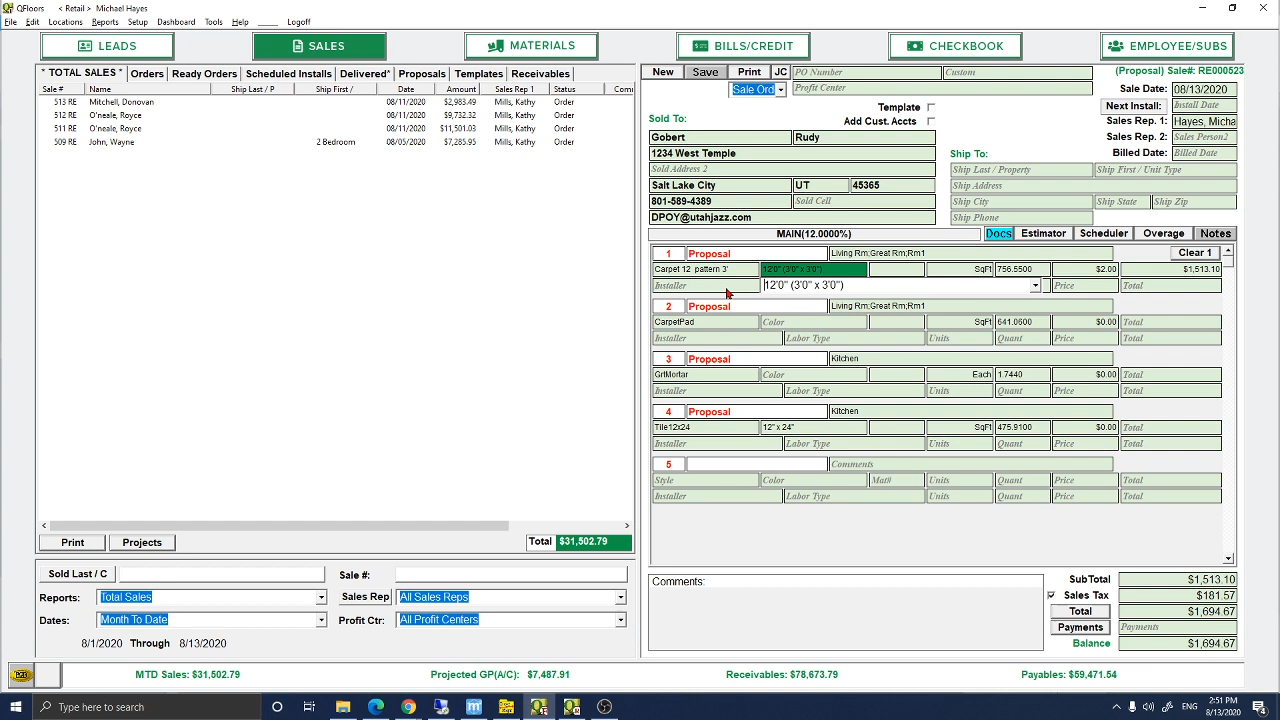 QFloors < Retail > Michael Hayes
File Edit Locations Reports Setup Dashboard Tools Help Logoff
LEADS SALES MATERIALS BILLS/CREDIT CHECKBOOK EMPLOYEE/SUBS
* TOTAL SALES * Orders Ready Orders Scheduled Installs Delivered* Proposals Templates Receivables
Sale # Name Ship Last / P Ship First / Date Amount Sales Rep 1 Status Comi
513 RE Mitchell, Donovan 08/11/2020 $2,983.49 Mills, Kathy Order
512 RE O'neale, Royce 08/11/2020 $9,732.32 Mills, Kathy Order
511 RE O'neale, Royce 08/11/2020 $11,501.03 Mills, Kathy Order
509 RE John, Wayne 2 Bedroom 08/05/2020 $7,285.95 Mills, Kathy Order
Print Projects Total $31,502.79
Sold Last / C Sale #:
Reports: Total Sales Sales Rep All Sales Reps
Dates: Month To Date Profit Ctr: All Profit Centers
8/1/2020 Through 8/13/2020
New Save Print JC PO Number Custom (Proposal) Sale#: RE000523
Sale Ord Profit Center Sale Date: 08/13/2020
Template Next Install: Install Date
Sold To: Add Cust. Accts Sales Rep. 1: Hayes, Micha
Gobert Rudy Sales Rep. 2: Sales Person2
1234 West Temple Ship To: Billed Date: Billed Date
Sold Address 2 Ship Last / Property Ship First / Unit Type
Salt Lake City UT 45365 Ship Address
801-589-4389 Sold Cell Ship City Ship State Ship Zip
DPOY@utahjazz.com Ship Phone
MAIN(12.0000%) Docs Estimator Scheduler Overage Notes
1 Proposal Living Rm;Great Rm;Rm1 Clear 1
Carpet 12 pattern 3' 12'0" (3'0" x 3'0") SqFt 756.5500 $2.00 $1,513.10
Installer 12'0" (3'0" x 3'0") Price Total
2 Proposal Living Rm;Great Rm;Rm1
CarpetPad Color SqFt 641.0600 $0.00 Total
Installer Labor Type Units Quant Price Total
3 Proposal Kitchen
GrtMortar Color Each 1.7440 $0.00 Total
Installer Labor Type Units Quant Price Total
4 Proposal Kitchen
Tile12x24 12" x 24" SqFt 475.9100 $0.00 Total
Installer Labor Type Units Quant Price Total
5 Comments
Style Color Mat# Units Quant Price Total
Installer Labor Type Units Quant Price Total
Comments: SubTotal $1,513.10
Sales Tax $181.57
Total $1,694.67
Payments Payments
Balance $1,694.67
MTD Sales: $31,502.79 Projected GP(A/C): $7,487.91 Receivables: $78,673.79 Payables: $59,471.54
Type here to search ENG 2:51 PM
8/13/2020